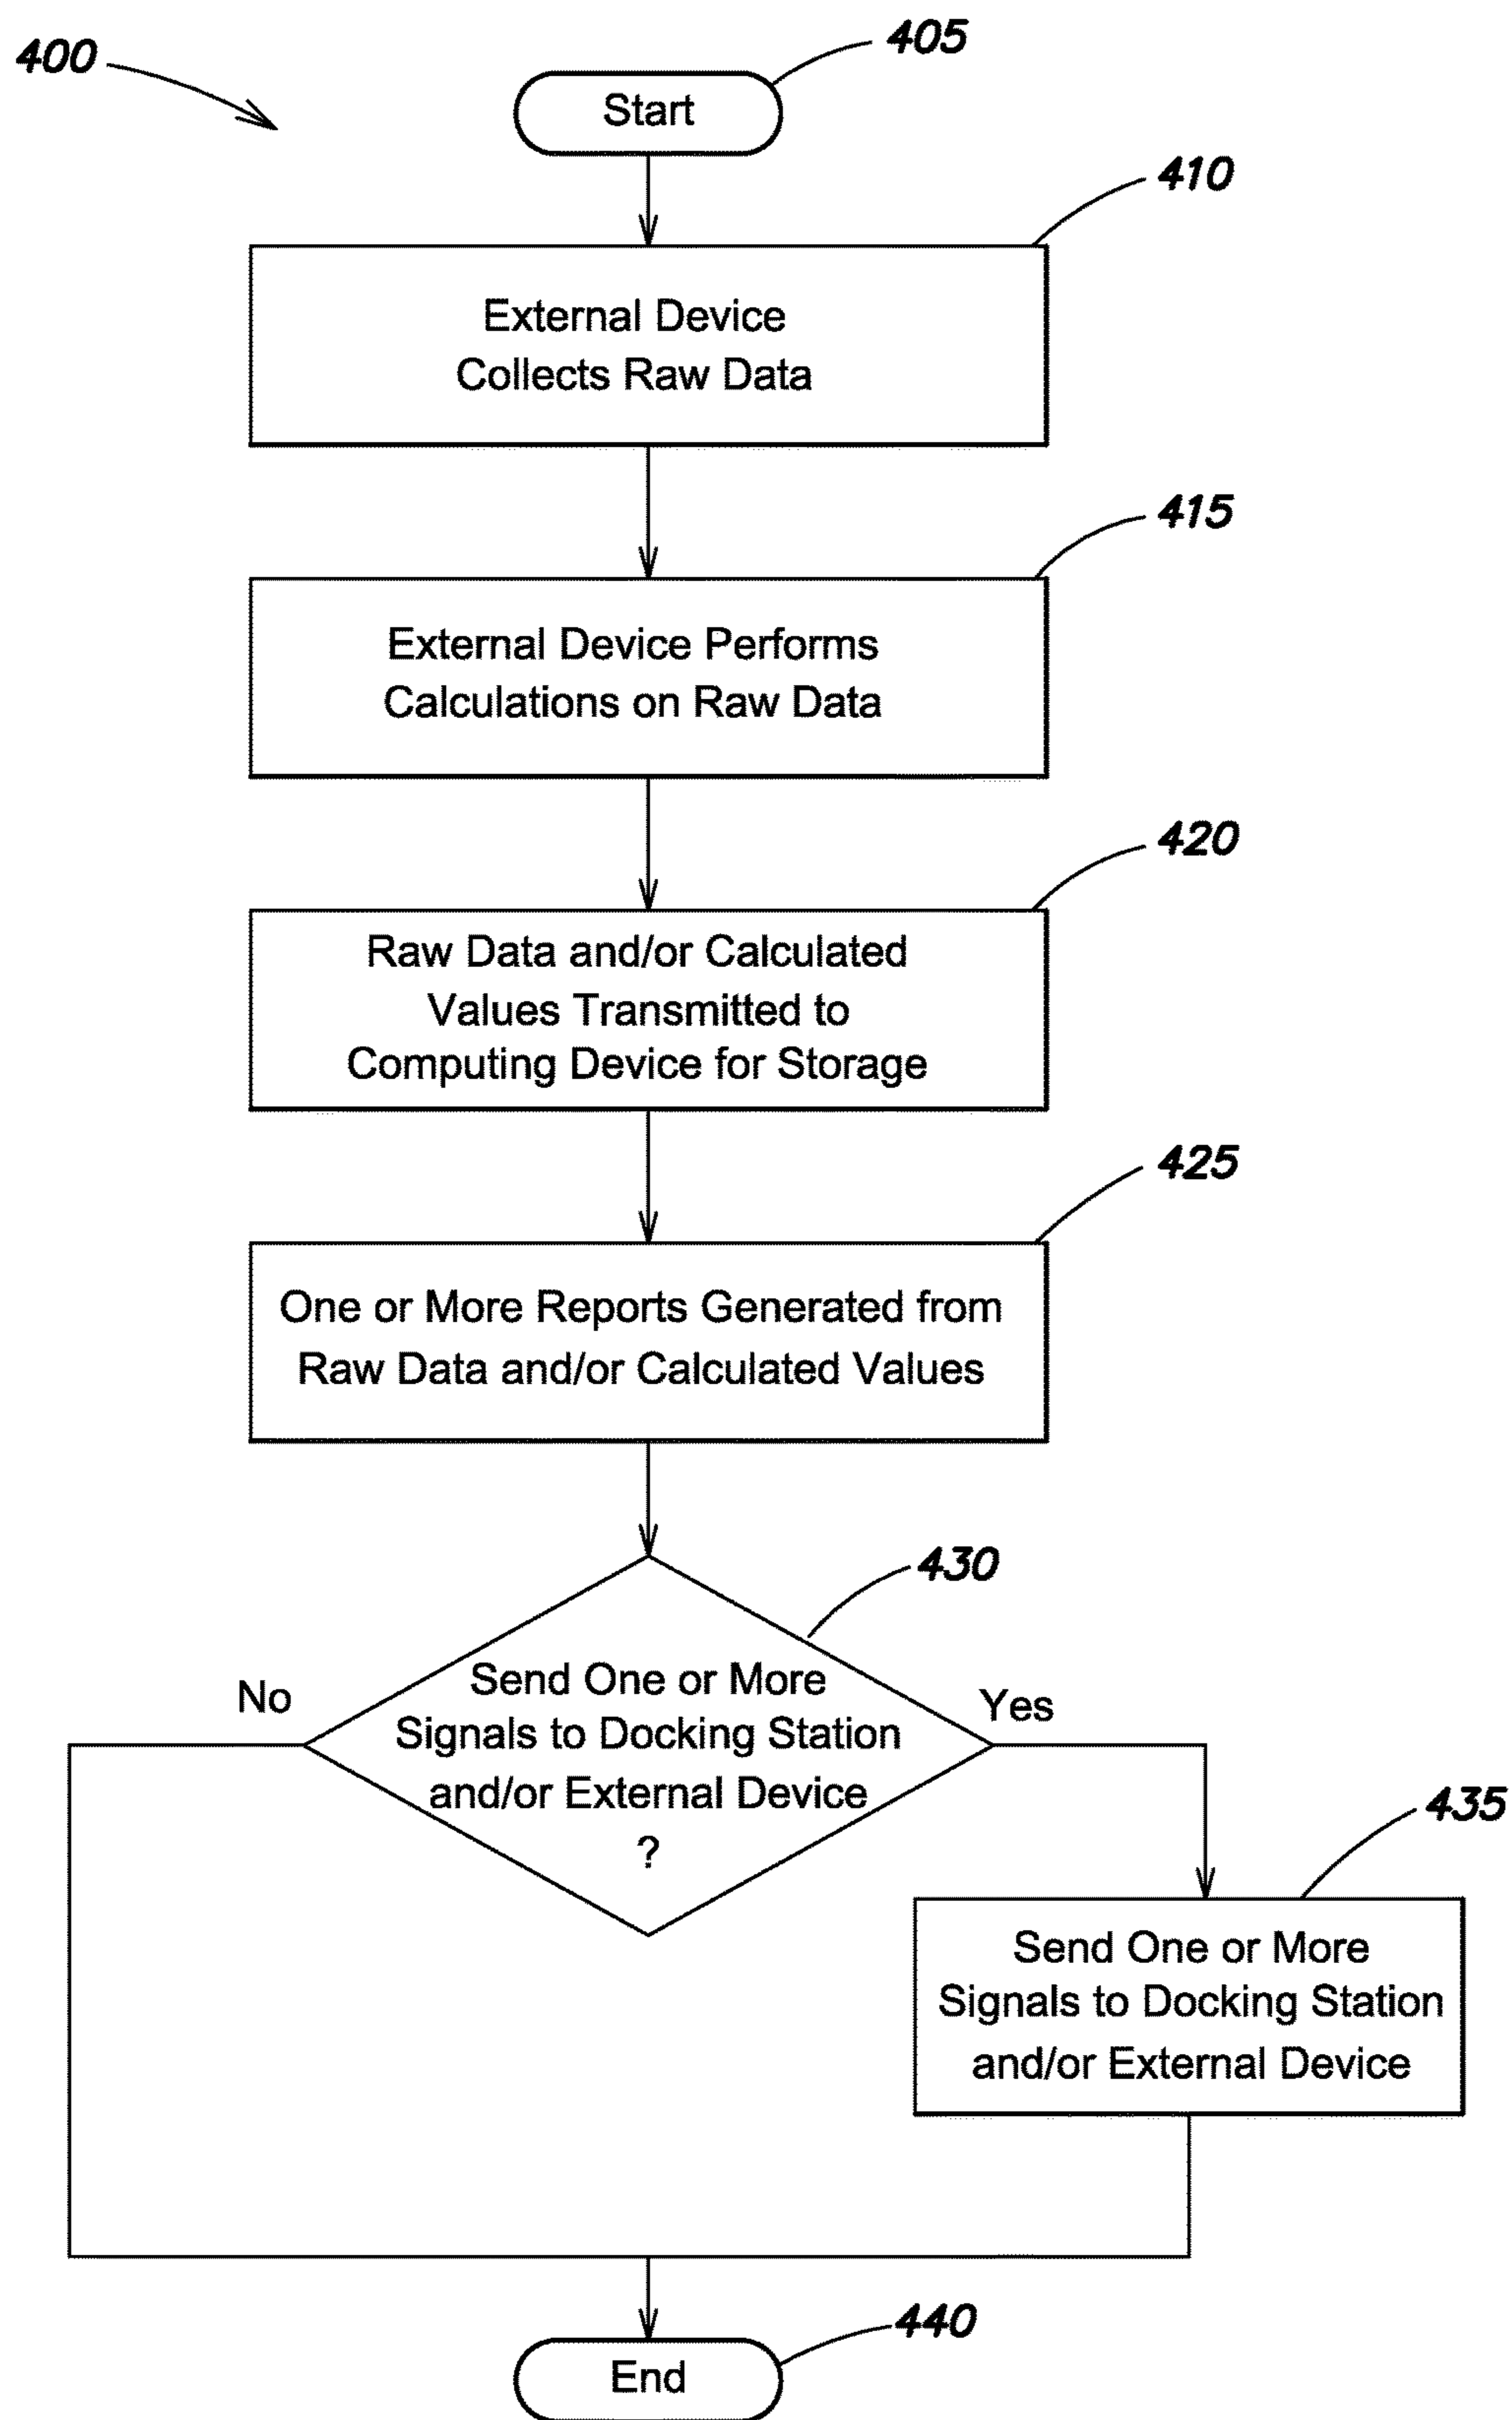 400
405
Start
410
External Device
Collects Raw Data
415
External Device Performs
Calculations on Raw Data
420
Raw Data and/or Calculated
Values Transmitted to
Computing Device for Storage
425
One or More Reports Generated from
Raw Data and/or Calculated Values
430
Send One or More
Signals to Docking Station
and/or External Device
?
No
Yes
435
Send One or More
Signals to Docking Station
and/or External Device
440
End